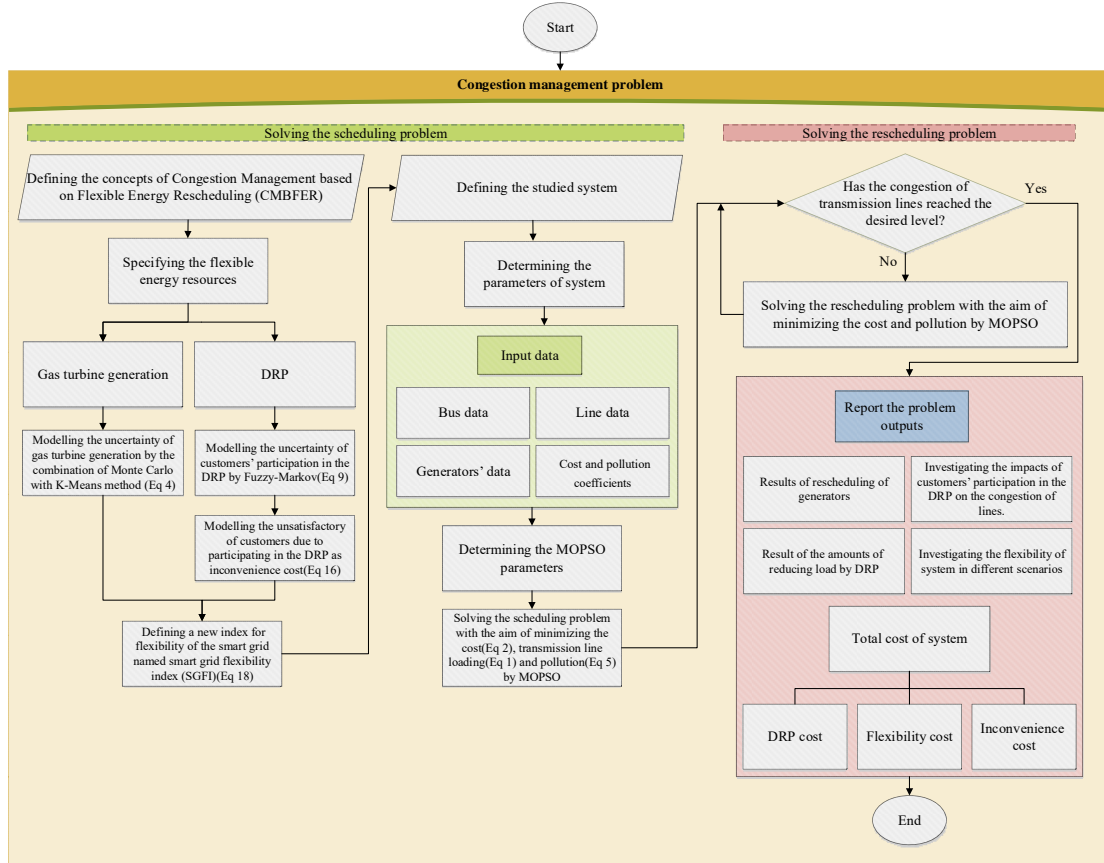 Start
Congestion management problem
Solving the scheduling problem
Defining the concepts of Congestion Management based
on Flexible Energy Rescheduling (CMBFER)
Specifying the flexible
energy resources
Gas turbine generation
DRP
Modelling the uncertainty of
gas turbine generation by the
combination of Monte Carlo
with K-Means method (Eq 4)
Modelling the uncertainty of
customers' participation in the
DRP by Fuzzy-Markov(Eq 9)
Modelling the unsatisfactory
of customers due to
participating in the DRP as
inconvenience cost(Eq 16)
Defining a new index for
flexibility of the smart grid
named smart grid flexibility
index (SGFI)(Eq 18)
Defining the studied system
Determining the
parameters of system
Input data
Bus data
Line data
Generators' data
Cost and pollution
coefficients
Determining the MOPSO
parameters
Solving the scheduling problem
with the aim of minimizing the
cost(Eq 2), transmission line
loading(Eq 1) and pollution(Eq 5)
by MOPSO
Solving the rescheduling problem
Has the congestion of
transmission lines reached the
desired level?
Yes
No
Solving the rescheduling problem with the aim of
minimizing the cost and pollution by MOPSO
Report the problem
outputs
Results of rescheduling of
generators
Investigating the impacts of
customers' participation in the
DRP on the congestion of
lines.
Result of the amounts of
reducing load by DRP
Investigating the flexibility of
system in different scenarios
Total cost of system
DRP cost
Flexibility cost
Inconvenience
cost
End